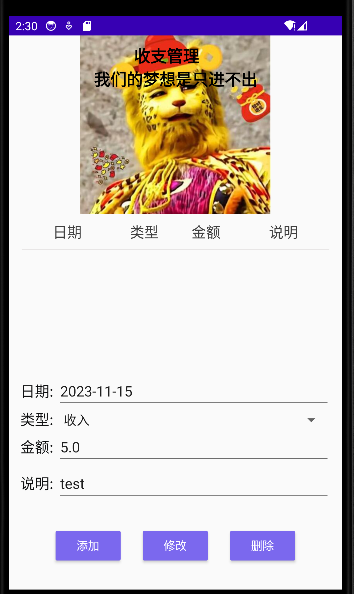 2:30
收支管理
我们的梦想是只进不出
日期 类型 金额 说明
日期: 2023-11-15
类型: 收入
金额: 5.0
说明: test
添加 修改 删除